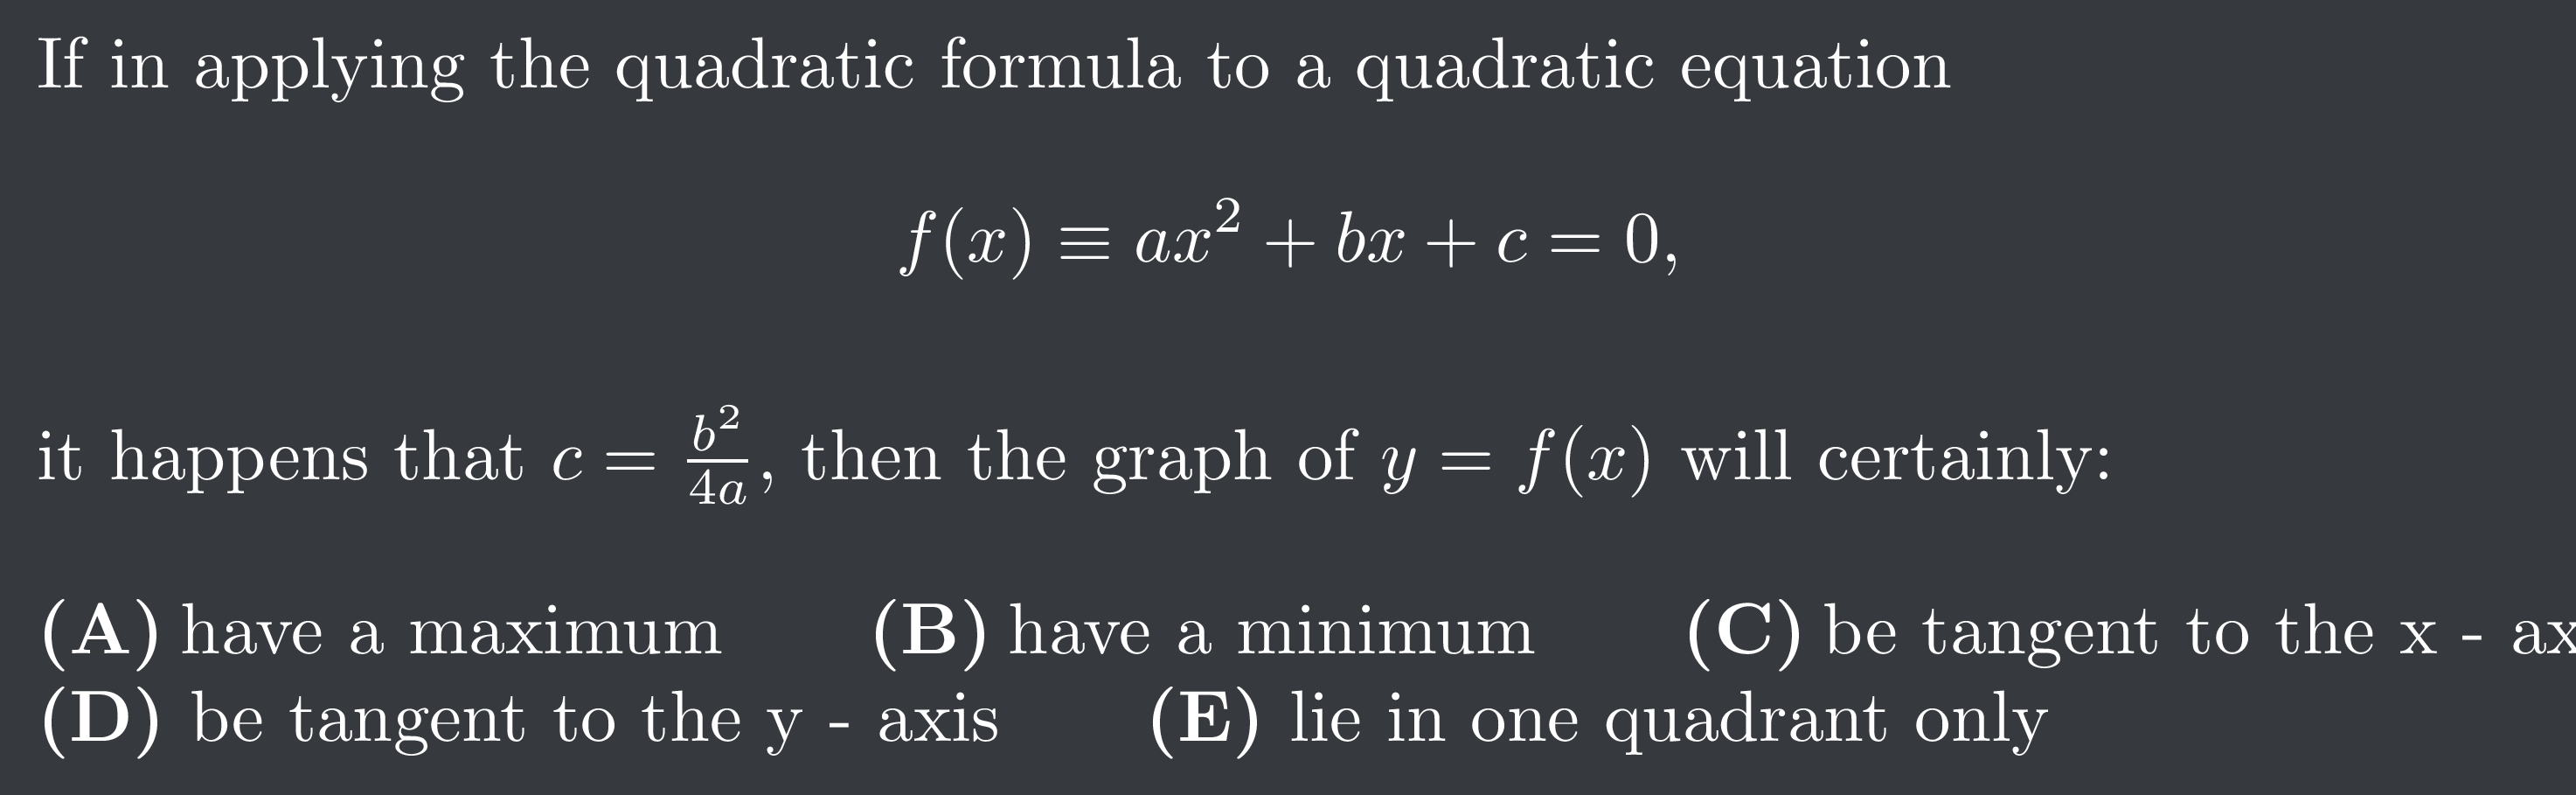 If in applying the quadratic formula to a quadratic equation
f(x) ≡ ax² + bx + c = 0,
it happens that c = b²/4a, then the graph of y = f(x) will certainly:
(A) have a maximum (B) have a minimum (C) be tangent to the x - ax
(D) be tangent to the y - axis (E) lie in one quadrant only